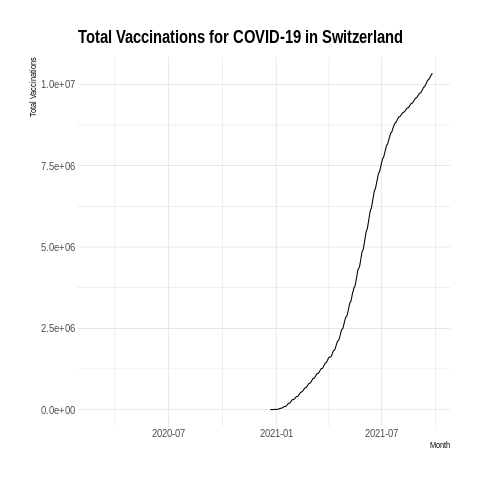 Total Vaccinations for COVID-19 in Switzerland
Total Vaccinations
1.0e+07
7.5e+06
5.0e+06
2.5e+06
0.0e+00
2020-07
2021-01
2021-07
Month